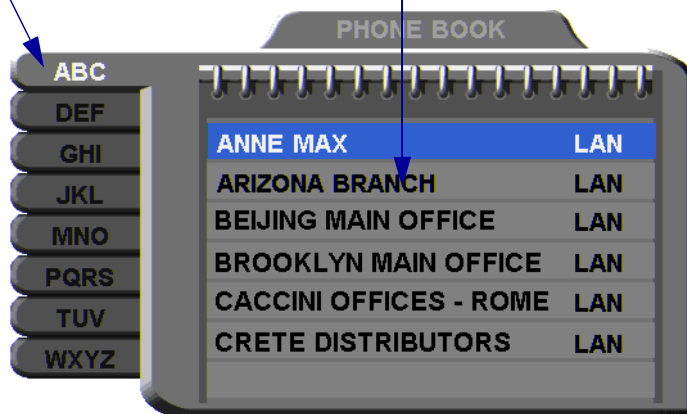 PHONE BOOK
ABC
DEF
GHI
JKL
MNO
PQRS
TUV
WXYZ
ANNE MAX LAN
ARIZONA BRANCH LAN
BEIJING MAIN OFFICE LAN
BROOKLYN MAIN OFFICE LAN
CACCINI OFFICES - ROME LAN
CRETE DISTRIBUTORS LAN